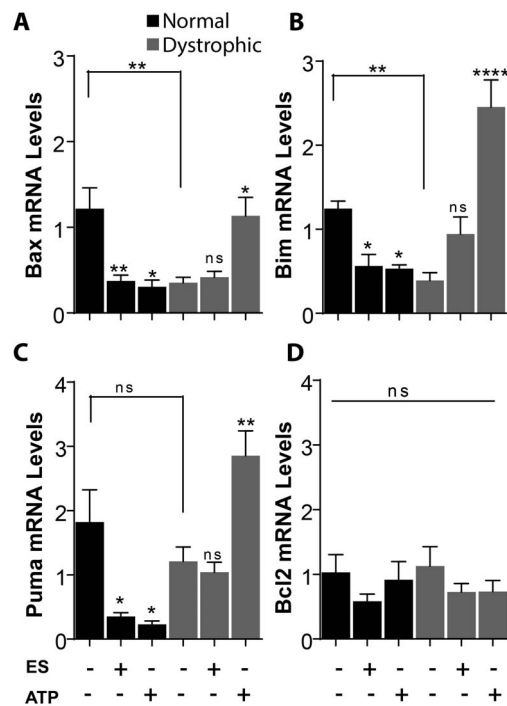 A
Normal
Dystrophic
B
Bax mRNA Levels
3
2
1
0
**
**
*
ns
*
Bim mRNA Levels
3
2
1
0
**
*
*
ns
****
C
Puma mRNA Levels
4
3
2
1
0
ns
*
*
ns
**
D
Bcl2 mRNA Levels
4
3
2
1
0
ns
ES - + - - + - - + - - + -
ATP - - + - - + - - + - - +